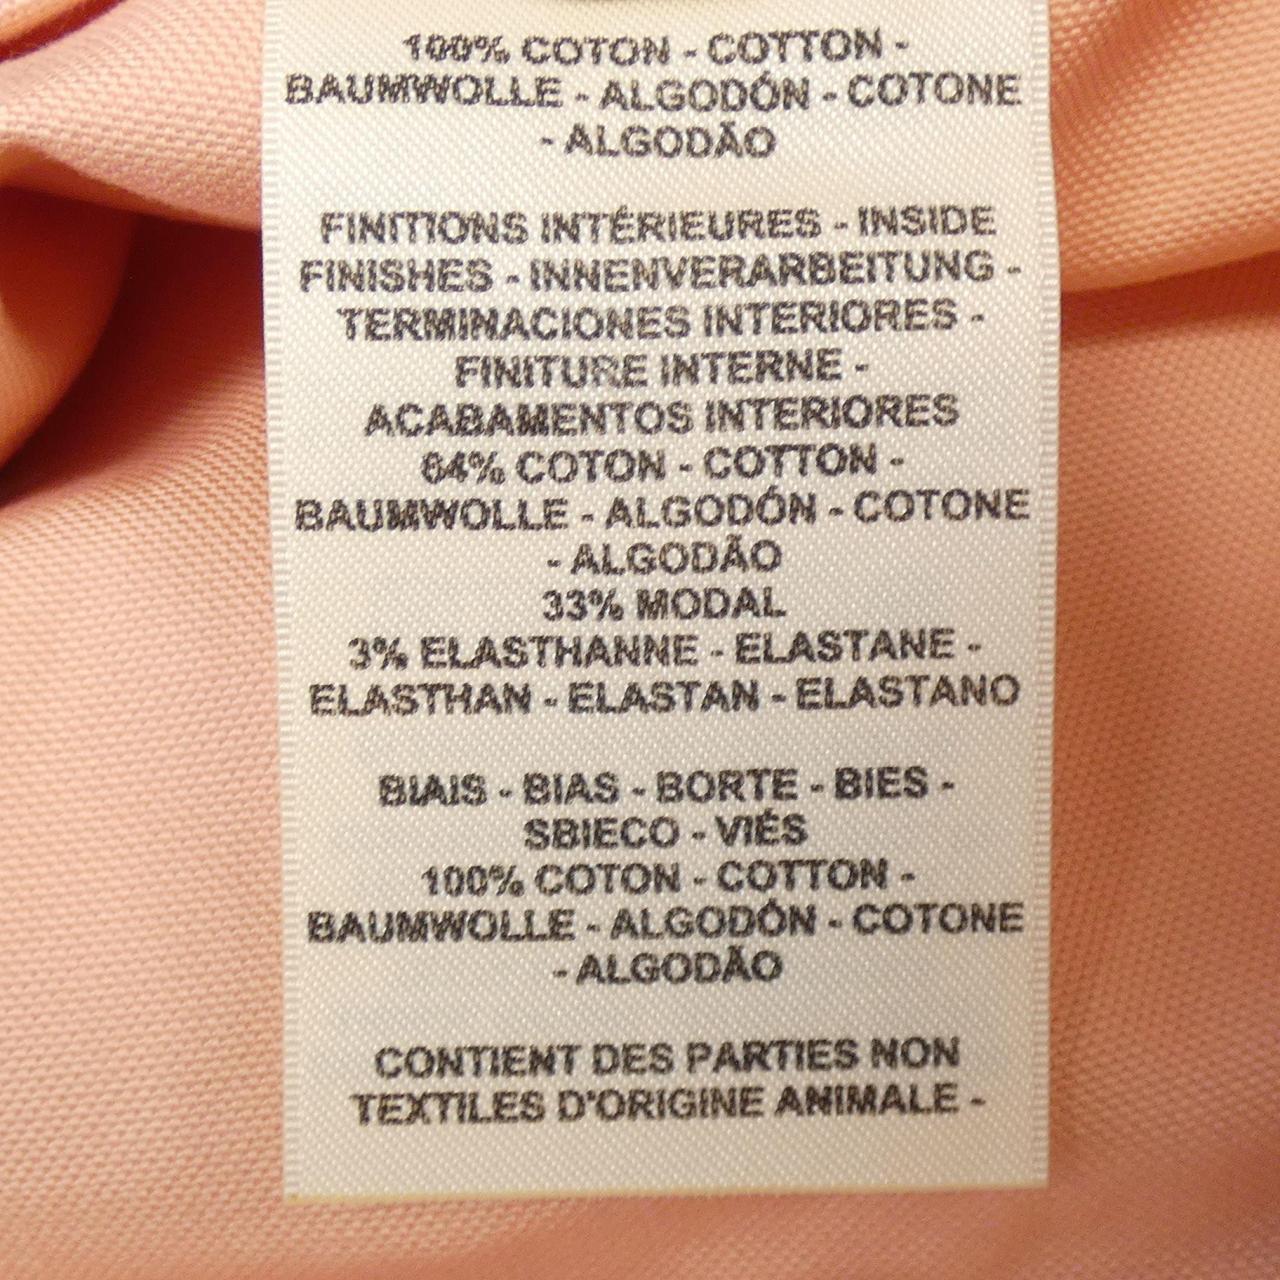 100% COTON - COTTON -
BAUMWOLLE - ALGODÓN - COTONE
- ALGODÃO
FINITIONS INTÉRIEURES - INSIDE
FINISHES - INNENVERARBEITUNG -
TERMINACIONES INTERIORES -
FINITURE INTERNE -
ACABAMENTOS INTERIORES
64% COTON - COTTON -
BAUMWOLLE - ALGODÓN - COTONE
- ALGODÃO
33% MODAL
3% ELASTHANNE - ELASTANE -
ELASTHAN - ELASTAN - ELASTANO
BIAIS - BIAS - BORTE - BIES -
SBIECO - VIÉS
100% COTON - COTTON -
BAUMWOLLE - ALGODÓN - COTONE
- ALGODÃO
CONTIENT DES PARTIES NON
TEXTILES D'ORIGINE ANIMALE -